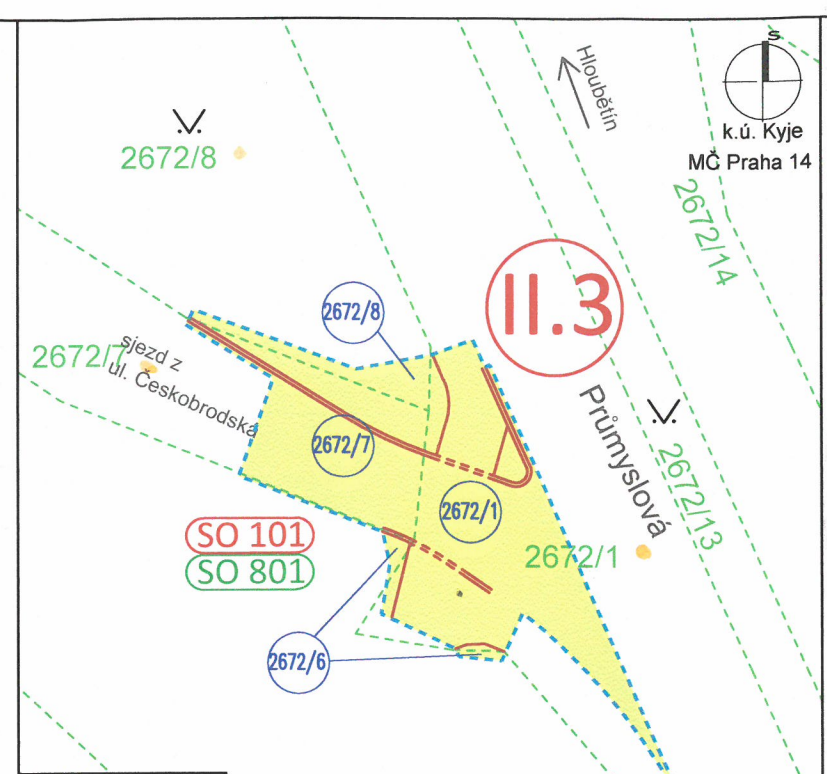 S
k.ú. Kyje
MČ Praha 14
Hloubětín
2672/8
2672/14
II.3
2672/8
2672/7
sjezd z
ul. Českobrodská
Průmyslová
2672/7
2672/13
2672/1
SO 101
SO 801
2672/1
2672/6